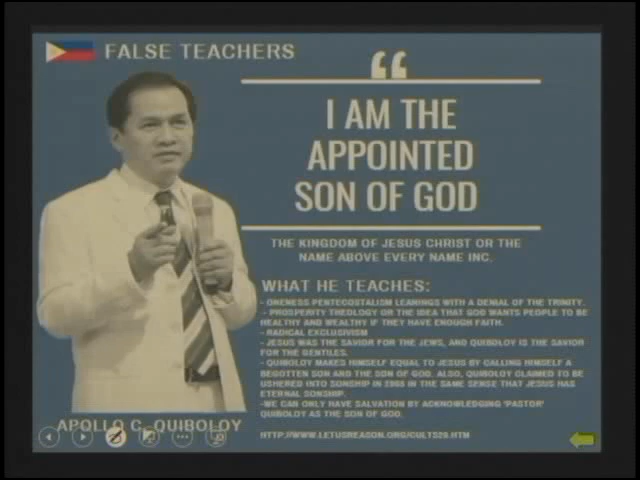 FALSE TEACHERS
“
I AM THE
APPOINTED
SON OF GOD
THE KINGDOM OF JESUS CHRIST OR THE
NAME ABOVE EVERY NAME INC.
WHAT HE TEACHES:
- ONENESS PENTECOSTALISM LEANINGS WITH A DENIAL OF THE TRINITY.
- PROSPERITY THEOLOGY OR THE IDEA THAT GOD WANTS PEOPLE TO BE
HEALTHY AND WEALTHY IF THEY HAVE ENOUGH FAITH.
- RADICAL EXCLUSIVISM
- JESUS WAS THE SAVIOR FOR THE JEWS, AND QUIBOLOY IS THE SAVIOR
FOR THE GENTILES.
- QUIBOLOY MAKES HIMSELF EQUAL TO JESUS BY CALLING HIMSELF A
BEGOTTEN SON AND THE SON OF GOD. ALSO, QUIBOLOY CLAIMED TO BE
USHERED INTO SONSHIP IN IN THE SAME SENSE THAT JESUS HAS
ETERNAL SONSHIP.
-WE CAN ONLY HAVE SALVATION BY ACKNOWLEDGING 'PASTOR'
QUIBOLOY AS THE SON OF GOD.
APOLLO C. QUIBOLOY
HTTP://WWW.LETUSREASON.ORG/CULTS29.HTM